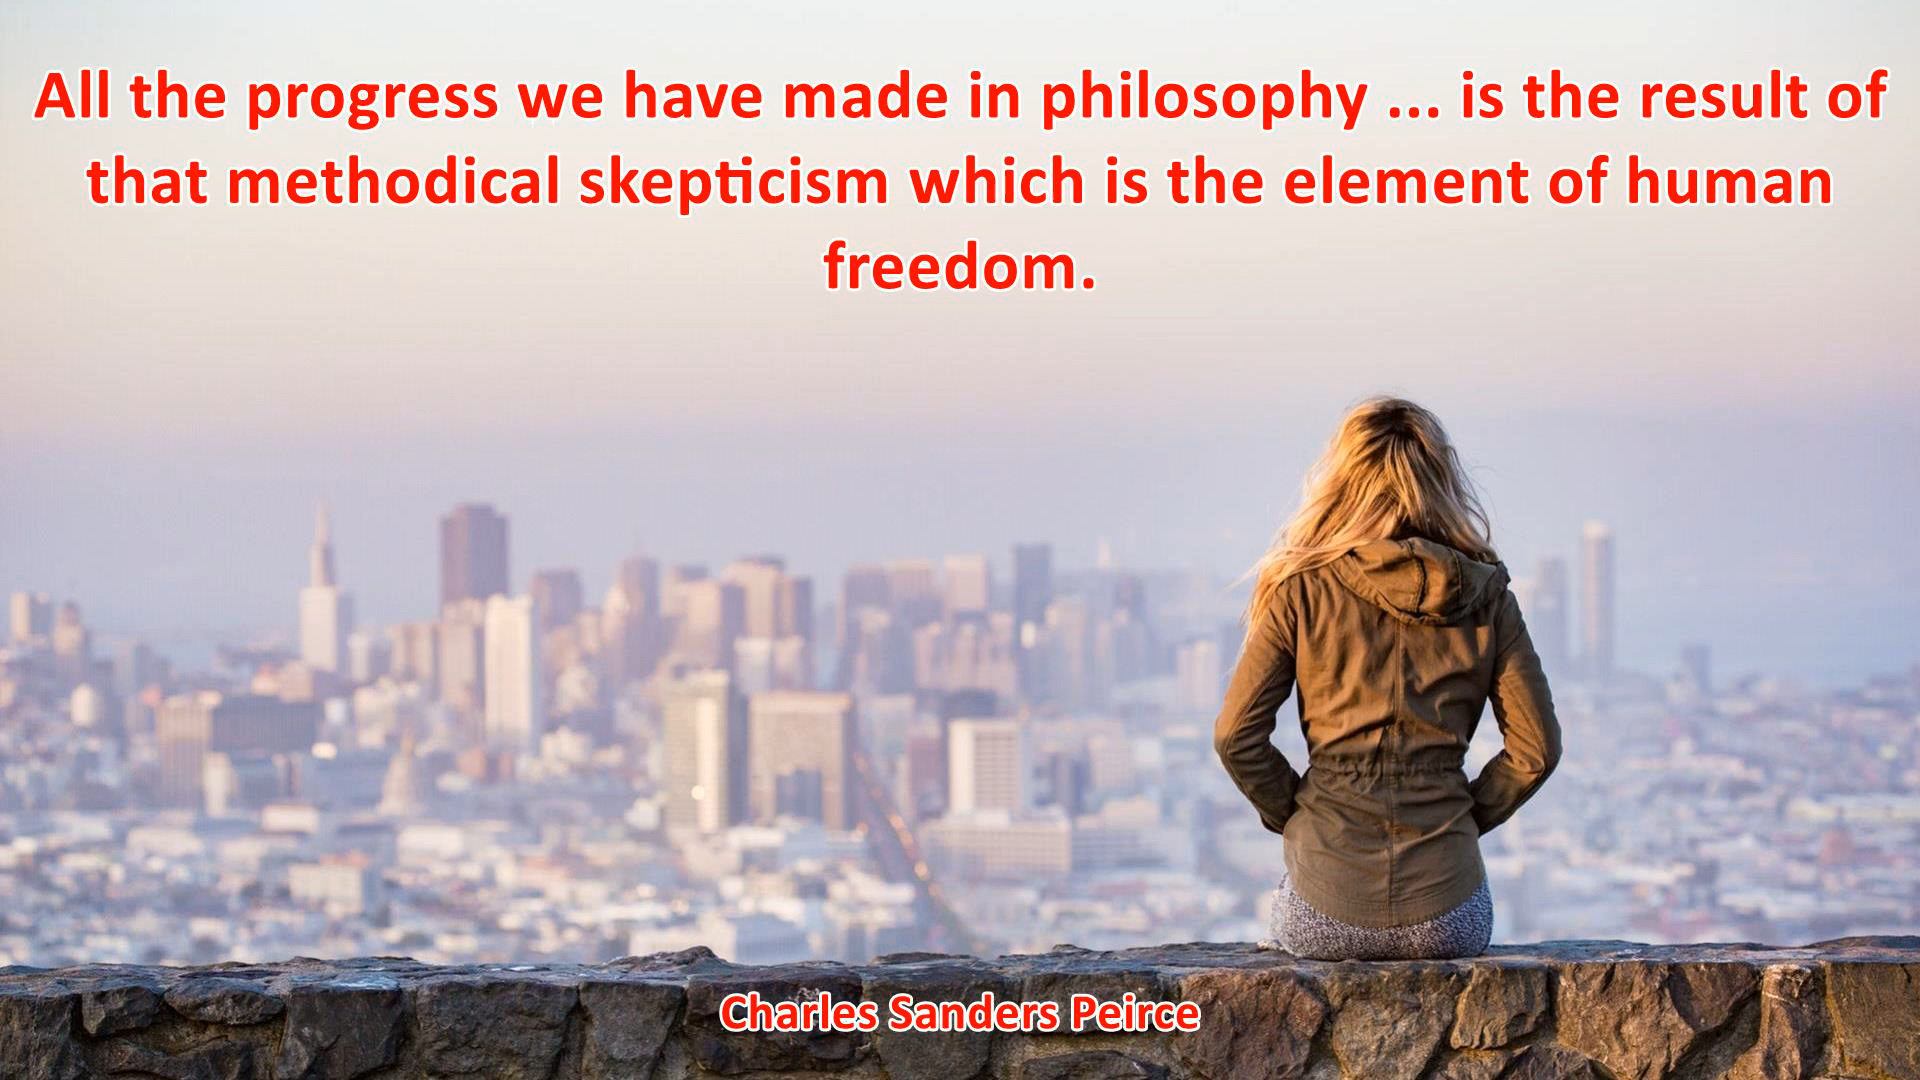 All the progress we have made in philosophy ... is the result of
that methodical skepticism which is the element of human
freedom.
Charles Sanders Peirce